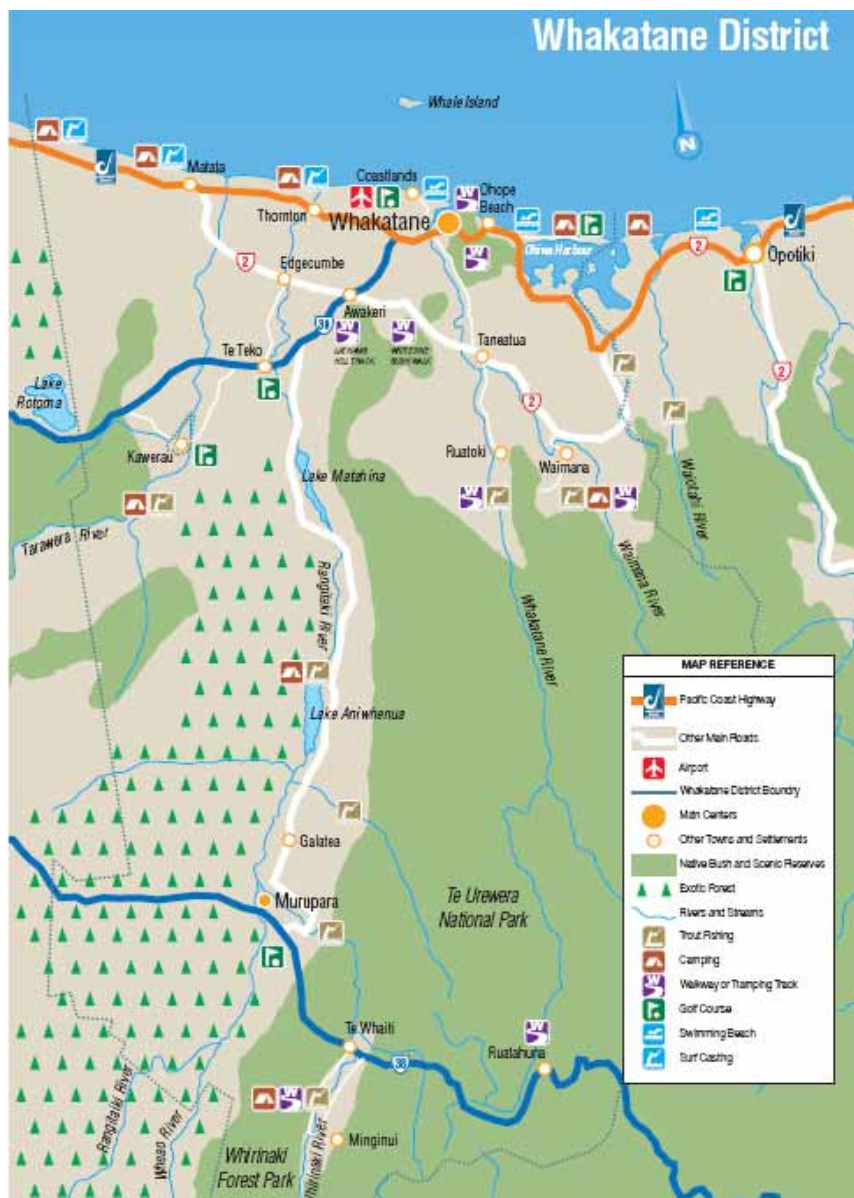 Whakatane District
Whale Island
N
Matata
Coastlands
Thornton
Whakatane
Ohope
Beach
Ohiwa Harbour
2
Opotiki
Edgecumbe
2
Awakeri
31
Te Teko
Taneatua
2
2
Lake
Rotoma
Kawerau
Lake Matahina
Ruatoki
Waimana
Waiotahi River
Tarawera River
Rangitaiki River
Whakatane River
Waimana River
Lake Aniwhenua
Galatea
Murupara
Te Urewera
National Park
Te Whaiti
38
Ruatahuna
Rangitaiki River
Wheao River
Whirinaki
Forest Park
Whirinaki River
Minginui
MAP REFERENCE
Pacific Coast Highway
Other Main Roads
Airport
Whakatane District Boundry
Main Centers
Other Towns and Settlements
Native Bush and Scenic Reserves
Exotic Forest
Rivers and Streams
Trout Fishing
Camping
Walkway or Tramping Track
Golf Course
Swimming Beach
Surf Casting